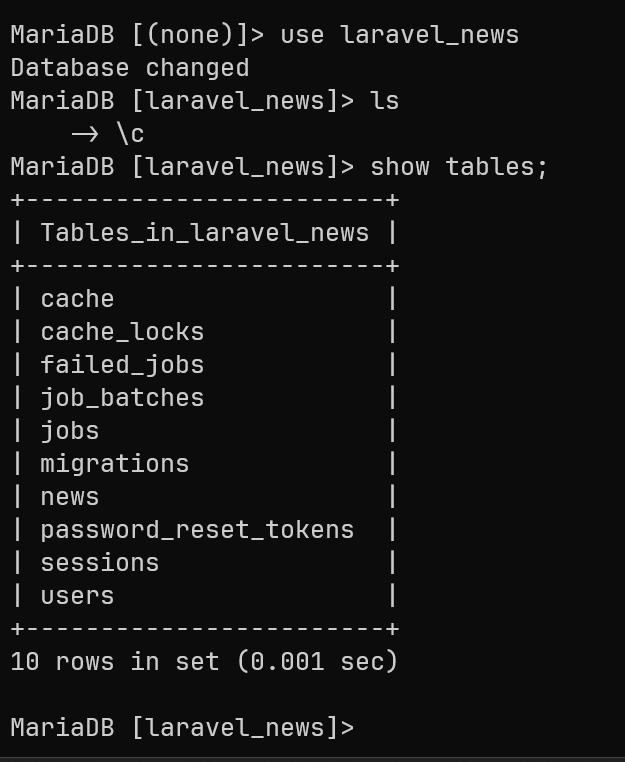 MariaDB [(none)]> use laravel_news
Database changed
MariaDB [laravel_news]> ls
    -> \c
MariaDB [laravel_news]> show tables;
+------------------------+
| Tables_in_laravel_news |
+------------------------+
| cache                  |
| cache_locks            |
| failed_jobs            |
| job_batches            |
| jobs                   |
| migrations             |
| news                   |
| password_reset_tokens  |
| sessions               |
| users                  |
+------------------------+
10 rows in set (0.001 sec)

MariaDB [laravel_news]>